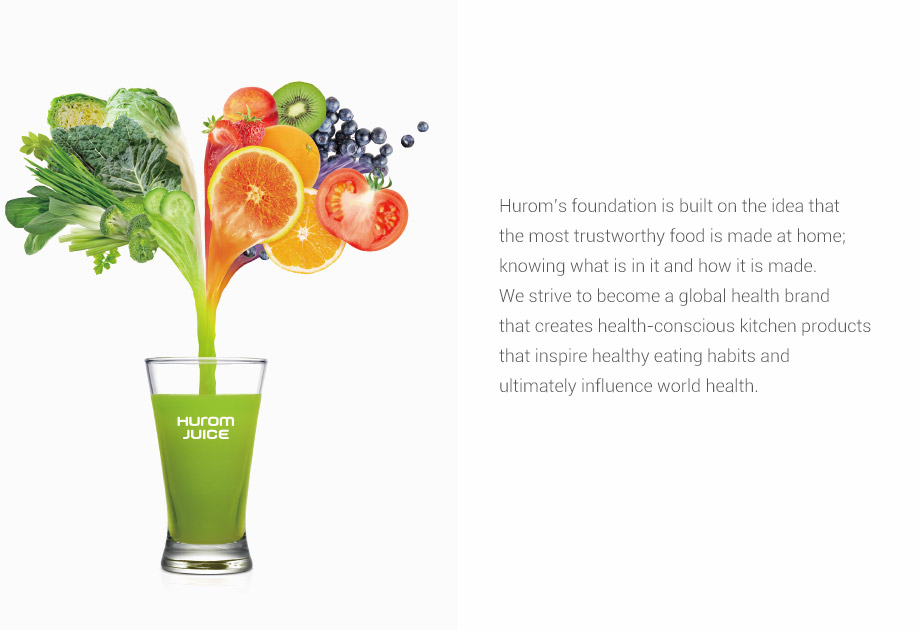 Hurom's foundation is built on the idea that
the most trustworthy food is made at home;
knowing what is in it and how it is made.
We strive to become a global health brand
that creates health-conscious kitchen products
that inspire healthy eating habits and
ultimately influence world health.
Hurom
JUICE